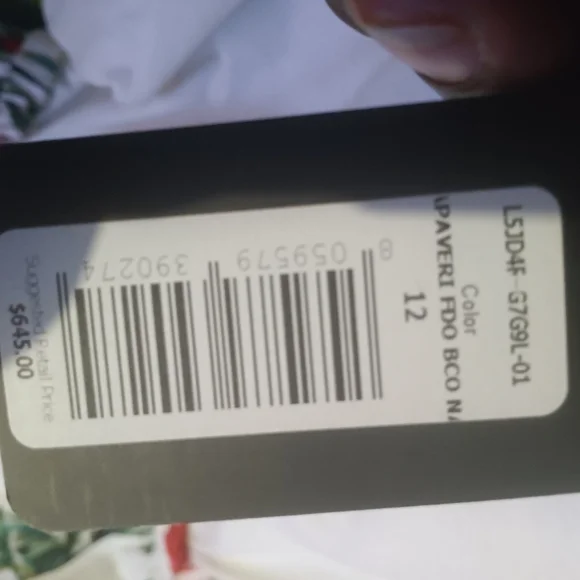 L5JD4F-G7G9L-01
Color
APAVERI FDO BCO NA
12
8 059579 390274
Suggested Retail Price
$645.00